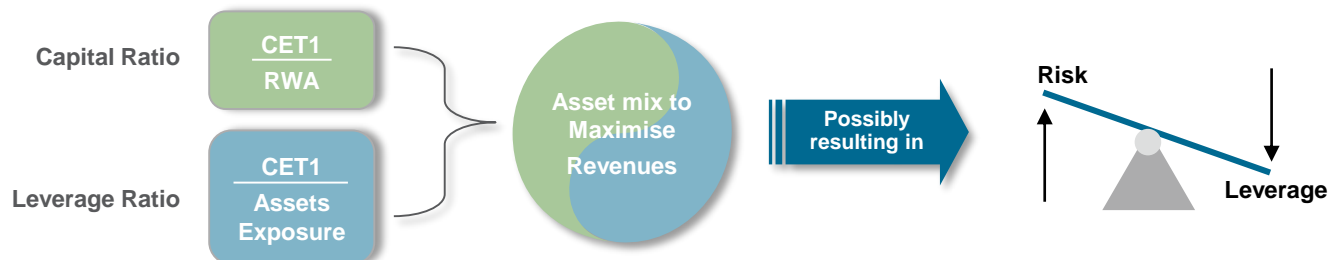 Capital Ratio
CET1
RWA
Leverage Ratio
CET1
Assets
Exposure
Asset mix to
Maximise
Revenues
Possibly
resulting in
Risk
Leverage